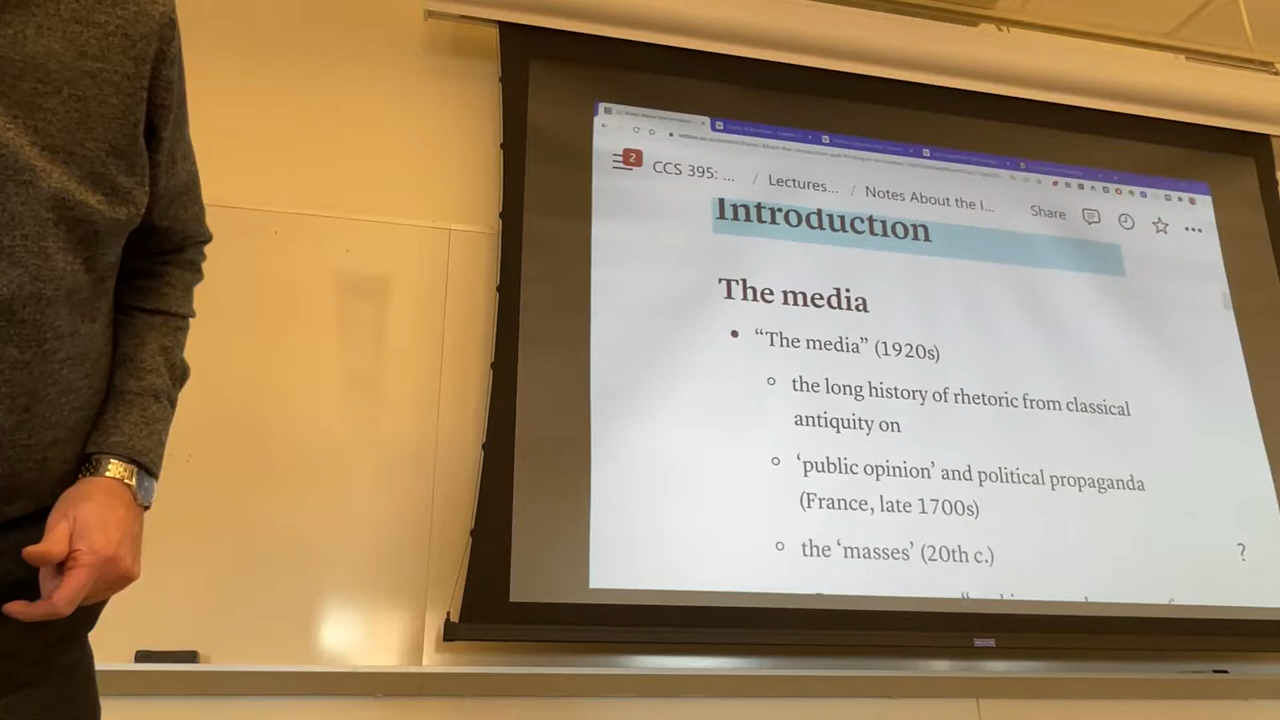 2
CCS 395: ... / Lectures... / Notes About the I...
Share
Introduction
The media
“The media” (1920s)
the long history of rhetoric from classical
antiquity on
‘public opinion’ and political propaganda
(France, late 1700s)
the ‘masses’ (20th c.)
?